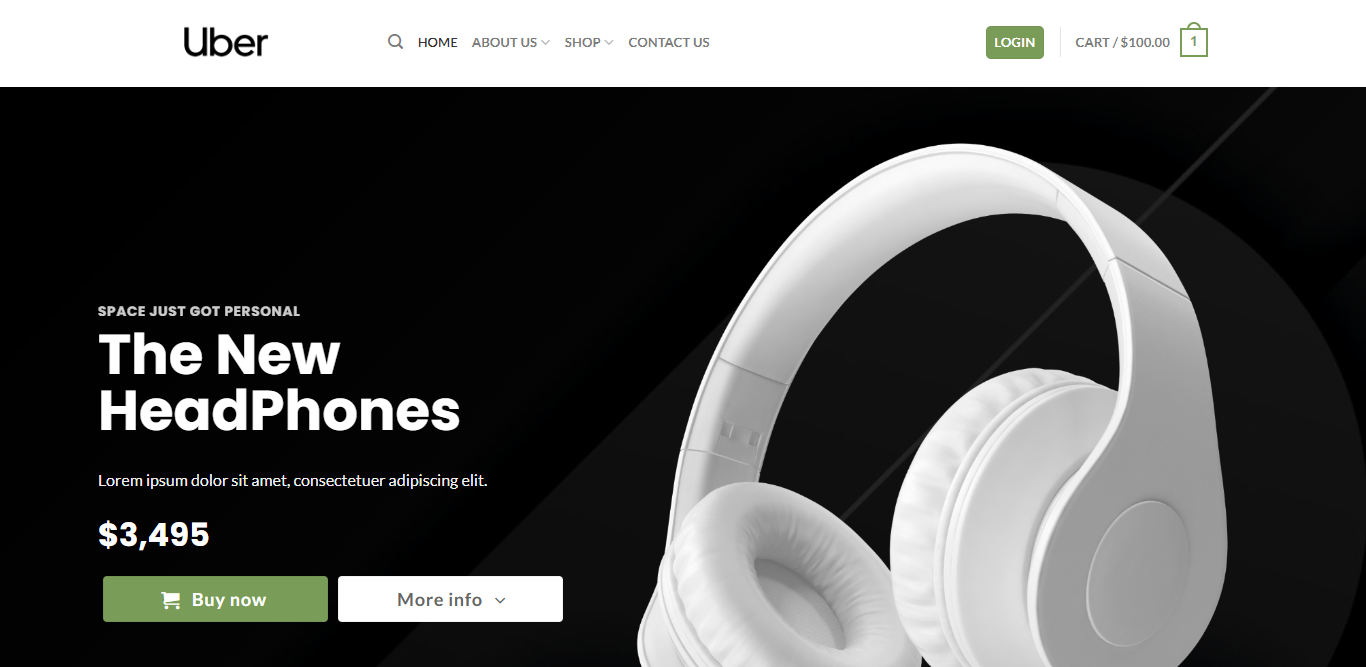 Uber
HOME ABOUT US SHOP CONTACT US
LOGIN
CART / $100.00
1
SPACE JUST GOT PERSONAL
The New
HeadPhones
Lorem ipsum dolor sit amet, consectetuer adipiscing elit.
$3,495
Buy now
More info